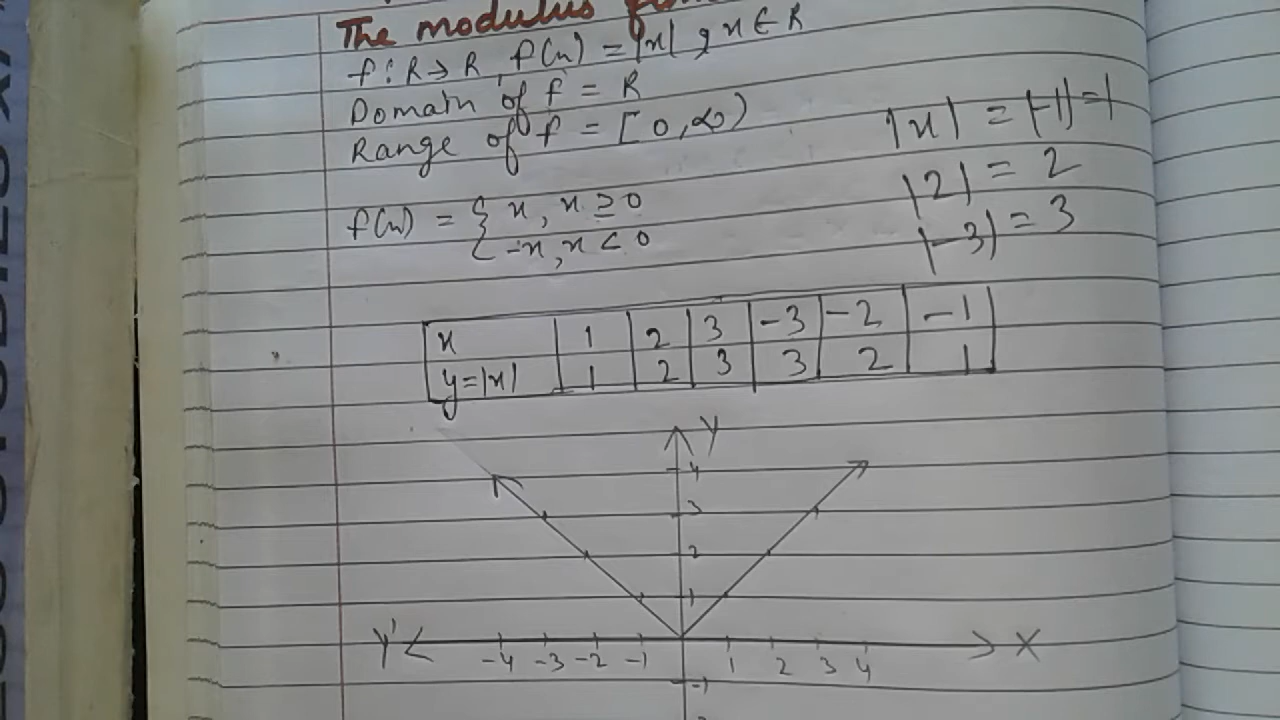 The modulus
f : R → R, f(x) = |x|, x ∈ R
Domain of f = R
Range of f = [0, ∞)
|x| = |-1| = 1
|2| = 2
|-3| = 3
f(x) = { x, x ≥ 0
{ -x, x < 0
x 1 2 3 -3 -2 -1
y=|x| 1 2 3 3 2 1
Y
4
3
2
1
Y' X
-4 -3 -2 -1 1 2 3 4
-1